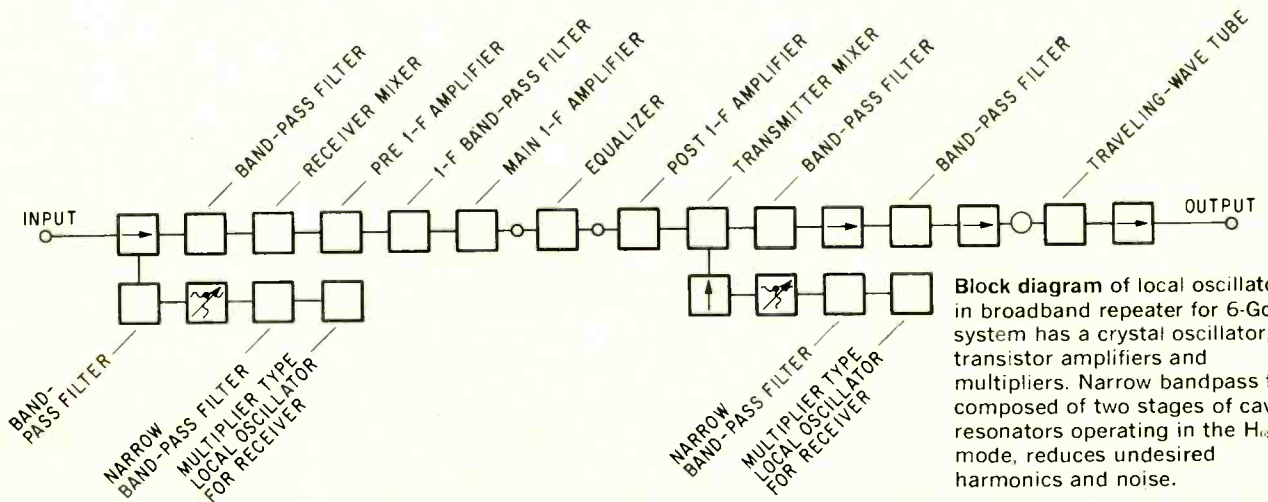 BAND-PASS FILTER
RECEIVER MIXER
PRE I-F AMPLIFIER
I-F BAND-PASS FILTER
MAIN I-F AMPLIFIER
EQUALIZER
POST I-F AMPLIFIER
TRANSMITTER MIXER
BAND-PASS FILTER
BAND-PASS FILTER
TRAVELING-WAVE TUBE
INPUT
OUTPUT
BAND-
PASS FILTER
NARROW
BAND-PASS FILTER
MULTIPLIER TYPE
LOCAL OSCILLATOR
FOR RECEIVER
NARROW
BAND-PASS FILTER
MULTIPLIER TYPE
LOCAL OSCILLATOR
FOR RECEIVER
Block diagram of local
in broadband repeater for
system has a crystal oscillator,
transistor amplifiers and
multipliers. Narrow bandpass
composed of two stages of
resonators operating in the
mode, reduces undesired
harmonics and noise.